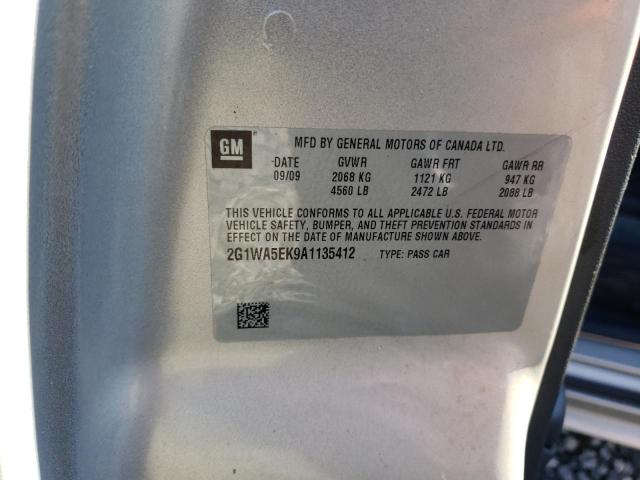 GM
MFD BY GENERAL MOTORS OF CANADA LTD.
DATE GVWR GAWR FRT GAWR RR
09/09 2068 KG 1121 KG 947 KG
4560 LB 2472 LB 2088 LB
THIS VEHICLE CONFORMS TO ALL APPLICABLE U.S. FEDERAL MOTOR
VEHICLE SAFETY, BUMPER, AND THEFT PREVENTION STANDARDS IN
EFFECT ON THE DATE OF MANUFACTURE SHOWN ABOVE.
2G1WA5EK9A1135412 TYPE: PASS CAR